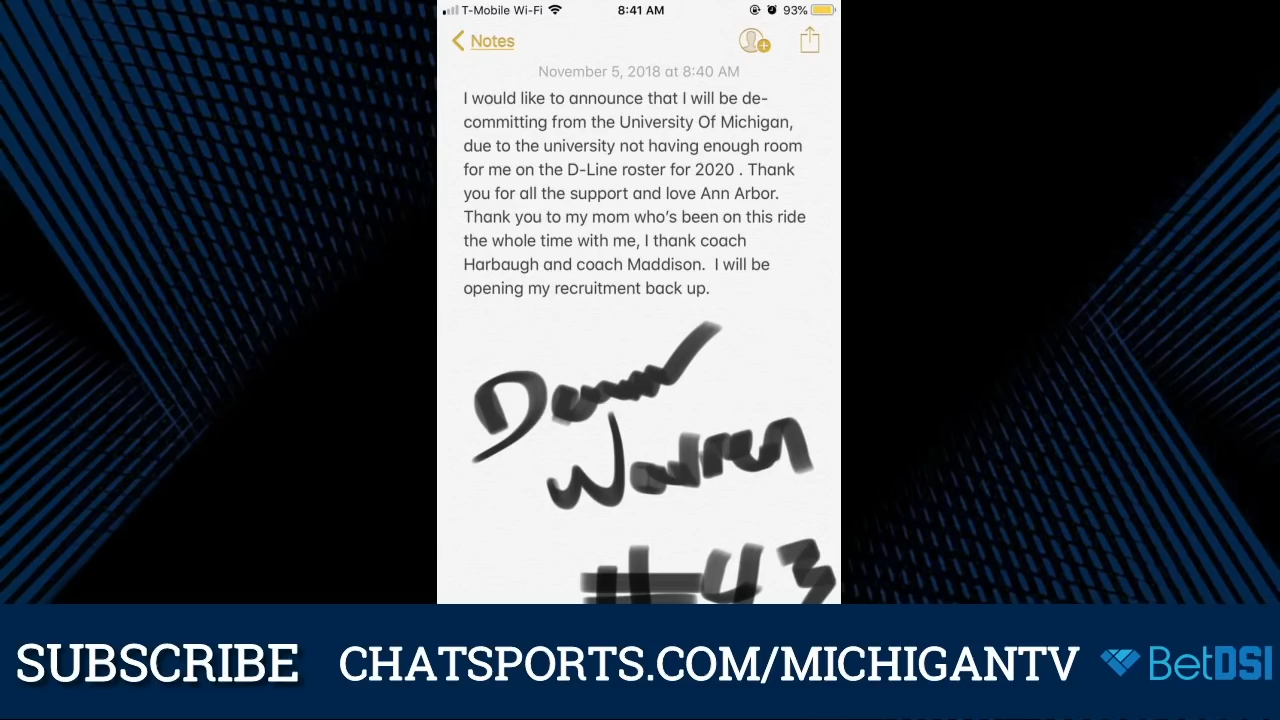 T-Mobile Wi-Fi 8:41 AM 93%
Notes
November 5, 2018 at 8:40 AM
I would like to announce that I will be de-
committing from the University Of Michigan,
due to the university not having enough room
for me on the D-Line roster for 2020 . Thank
you for all the support and love Ann Arbor.
Thank you to my mom who’s been on this ride
the whole time with me, I thank coach
Harbaugh and coach Maddison.  I will be
opening my recruitment back up.
Warren
#43
SUBSCRIBE CHATSPORTS.COM/MICHIGANTV BetDSI